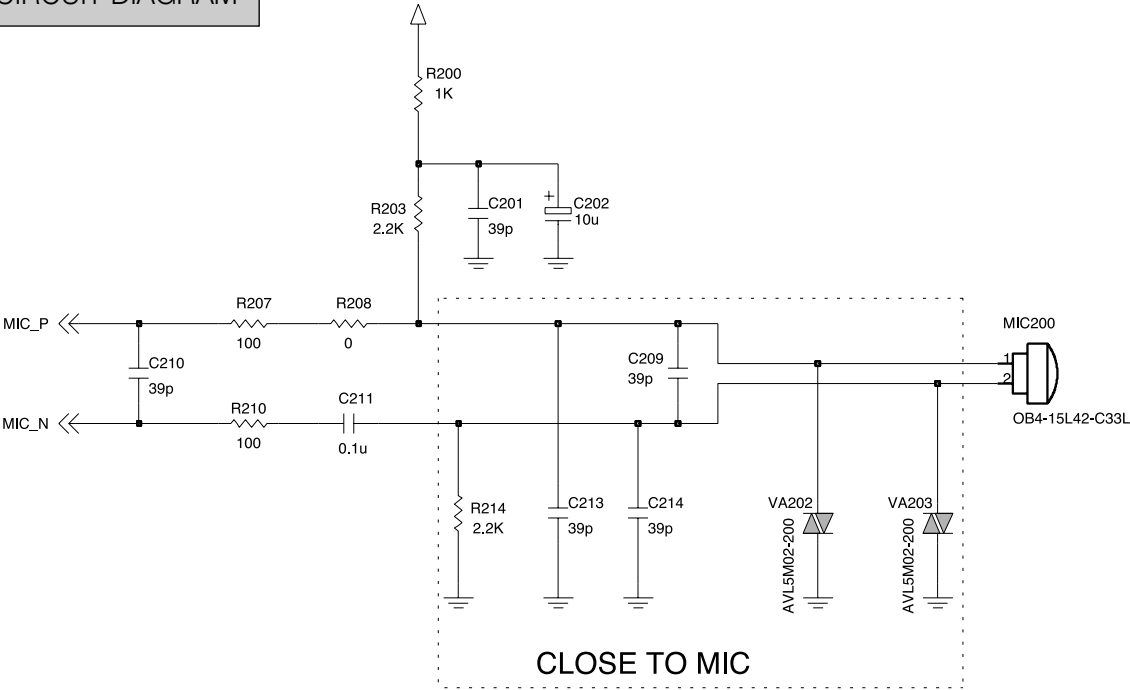 CIRCUIT DIAGRAM
R200
1K
R203
2.2K
C201
39p
+
C202
10u
MIC_P
R207
100
R208
0
C210
39p
MIC_N
R210
100
C211
0.1u
C209
39p
MIC200
1
2
OB4-15L42-C33L
R214
2.2K
C213
39p
C214
39p
VA202
AVL5M02-200
VA203
AVL5M02-200
CLOSE TO MIC